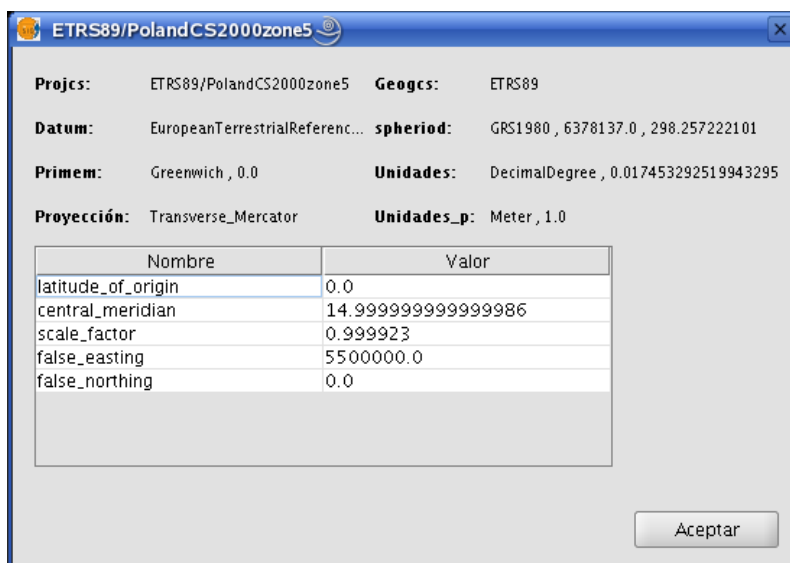 ETRS89/PolandCS2000zone5
Projcs: ETRS89/PolandCS2000zone5 Geogcs: ETRS89
Datum: EuropeanTerrestrialReferenc... spheriod: GRS1980 , 6378137.0 , 298.257222101
Primem: Greenwich , 0.0 Unidades: DecimalDegree , 0.017453292519943295
Proyección: Transverse_Mercator Unidades_p: Meter , 1.0
Nombre Valor
latitude_of_origin 0.0
central_meridian 14.999999999999986
scale_factor 0.999923
false_easting 5500000.0
false_northing 0.0
Aceptar